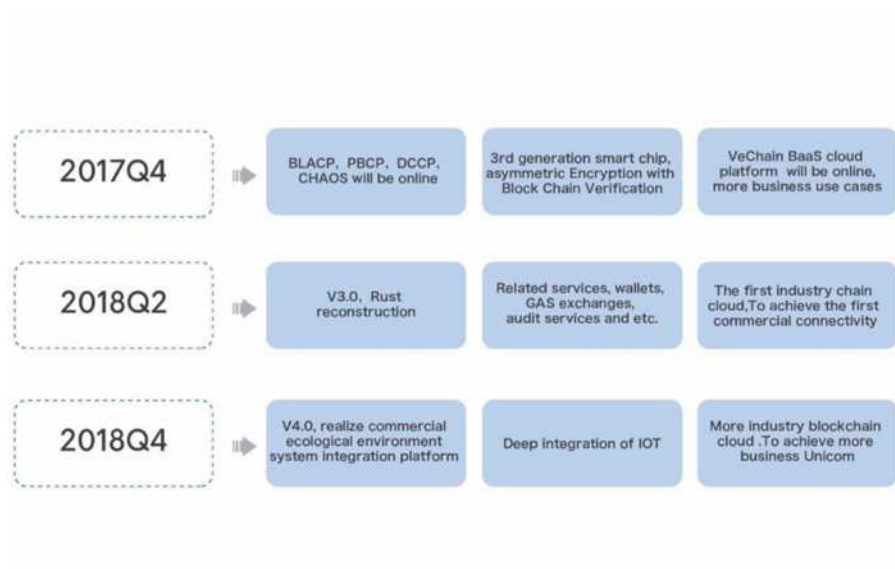 2017Q4
BLACP, PBCP, DCCP,
CHAOS will be online
3rd generation smart chip,
asymmetric Encryption with
Block Chain Verification
VeChain BaaS cloud
platform will be online,
more business use cases
2018Q2
V3.0, Rust
reconstruction
Related services, wallets,
GAS exchanges,
audit services and etc.
The first industry chain
cloud,To achieve the first
commercial connectivity
2018Q4
V4.0, realize commercial
ecological environment
system integration platform
Deep integration of IOT
More industry blockchain
cloud .To achieve more
business Unicorn